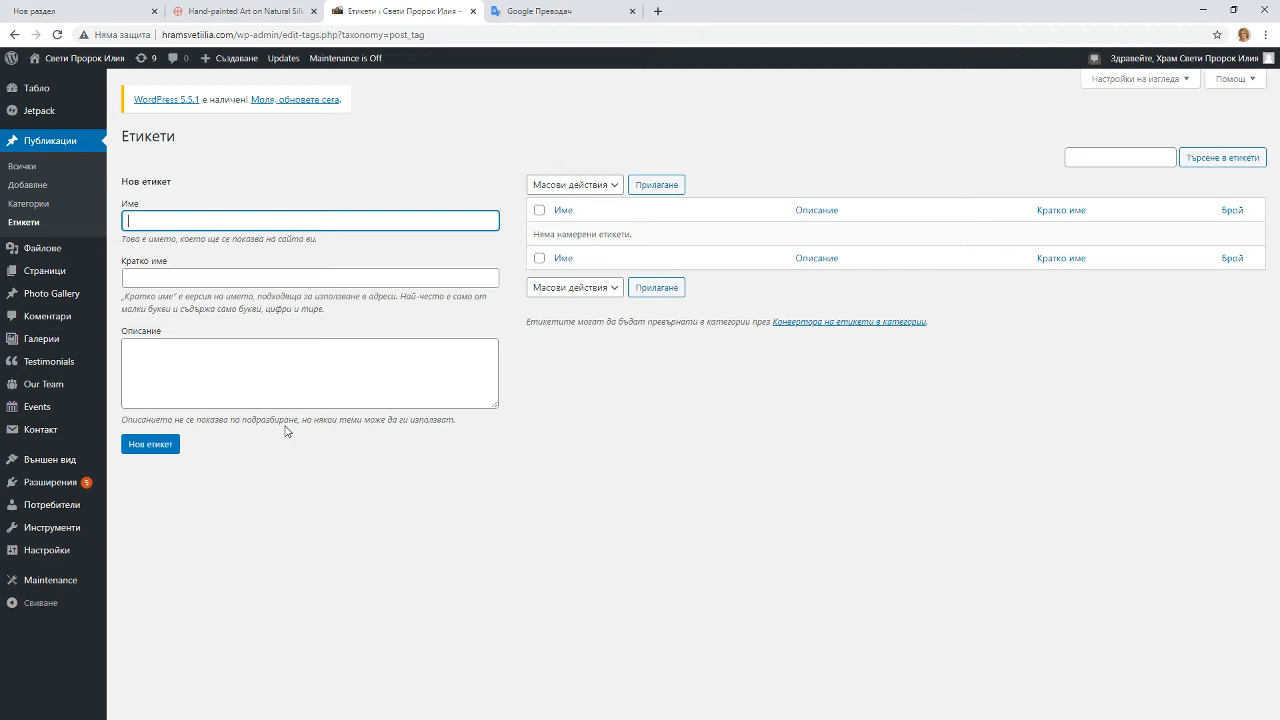 Нов раздел
Hand-painted Art on Natural Silk
Етикети ‹ Свети Пророк Илия —
Google Преводач
Няма защита
hramsvetiilia.com/wp-admin/edit-tags.php?taxonomy=post_tag
Свети Пророк Илия
9
0
Създаване
Updates
Maintenance is Off
Здравейте, Храм Свети Пророк Илия
Табло
Jetpack
Публикации
Всички
Добавяне
Категории
Етикети
Файлове
Страници
Photo Gallery
Коментари
Галерии
Testimonials
Our Team
Events
Контакт
Външен вид
Разширения 5
Потребители
Инструменти
Настройки
Maintenance
Свиване
Настройки на изгледа
Помощ
WordPress 5.5.1 е наличен! Моля, обновете сега.
Етикети
Търсене в етикети
Нов етикет
Име
Това е името, което ще се показва на сайта ви.
Кратко име
„Кратко име“ е версия на името, подходяща за използване в адреси. Най-често е само от
малки букви и съдържа само букви, цифри и тире.
Описание
Описанието не се показва по подразбиране, но някои теми може да ги използват.
Нов етикет
Масови действия
Прилагане
Име
Описание
Кратко име
Брой
Няма намерени етикети.
Име
Описание
Кратко име
Брой
Масови действия
Прилагане
Етикетите могат да бъдат превърнати в категории през Конвертора на етикети в категории.